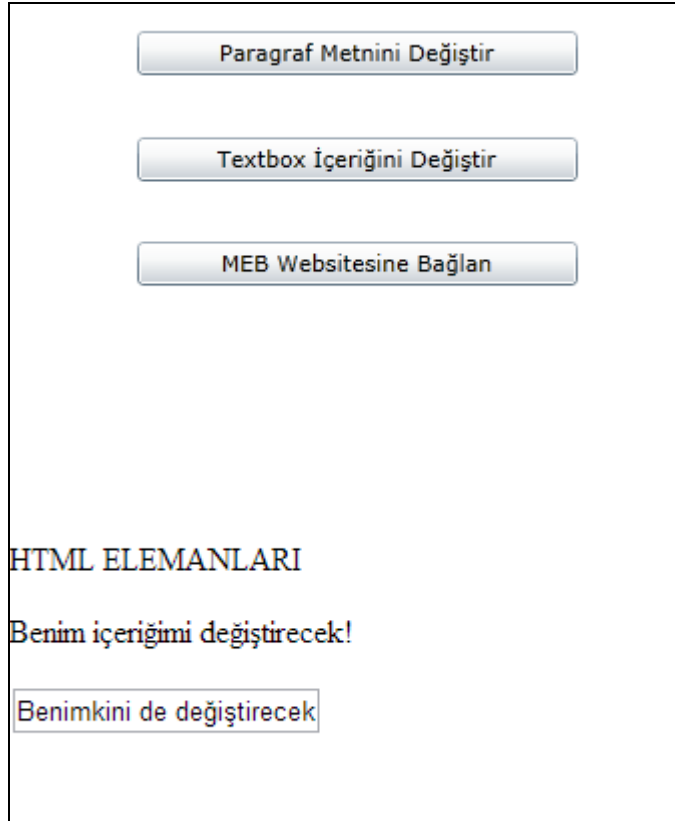 Paragraf Metnini Değiştir
Textbox İçeriğini Değiştir
MEB Websitesine Bağlan
HTML ELEMANLARI
Benim içeriğimi değiştirecek!
Benimkini de değiştirecek